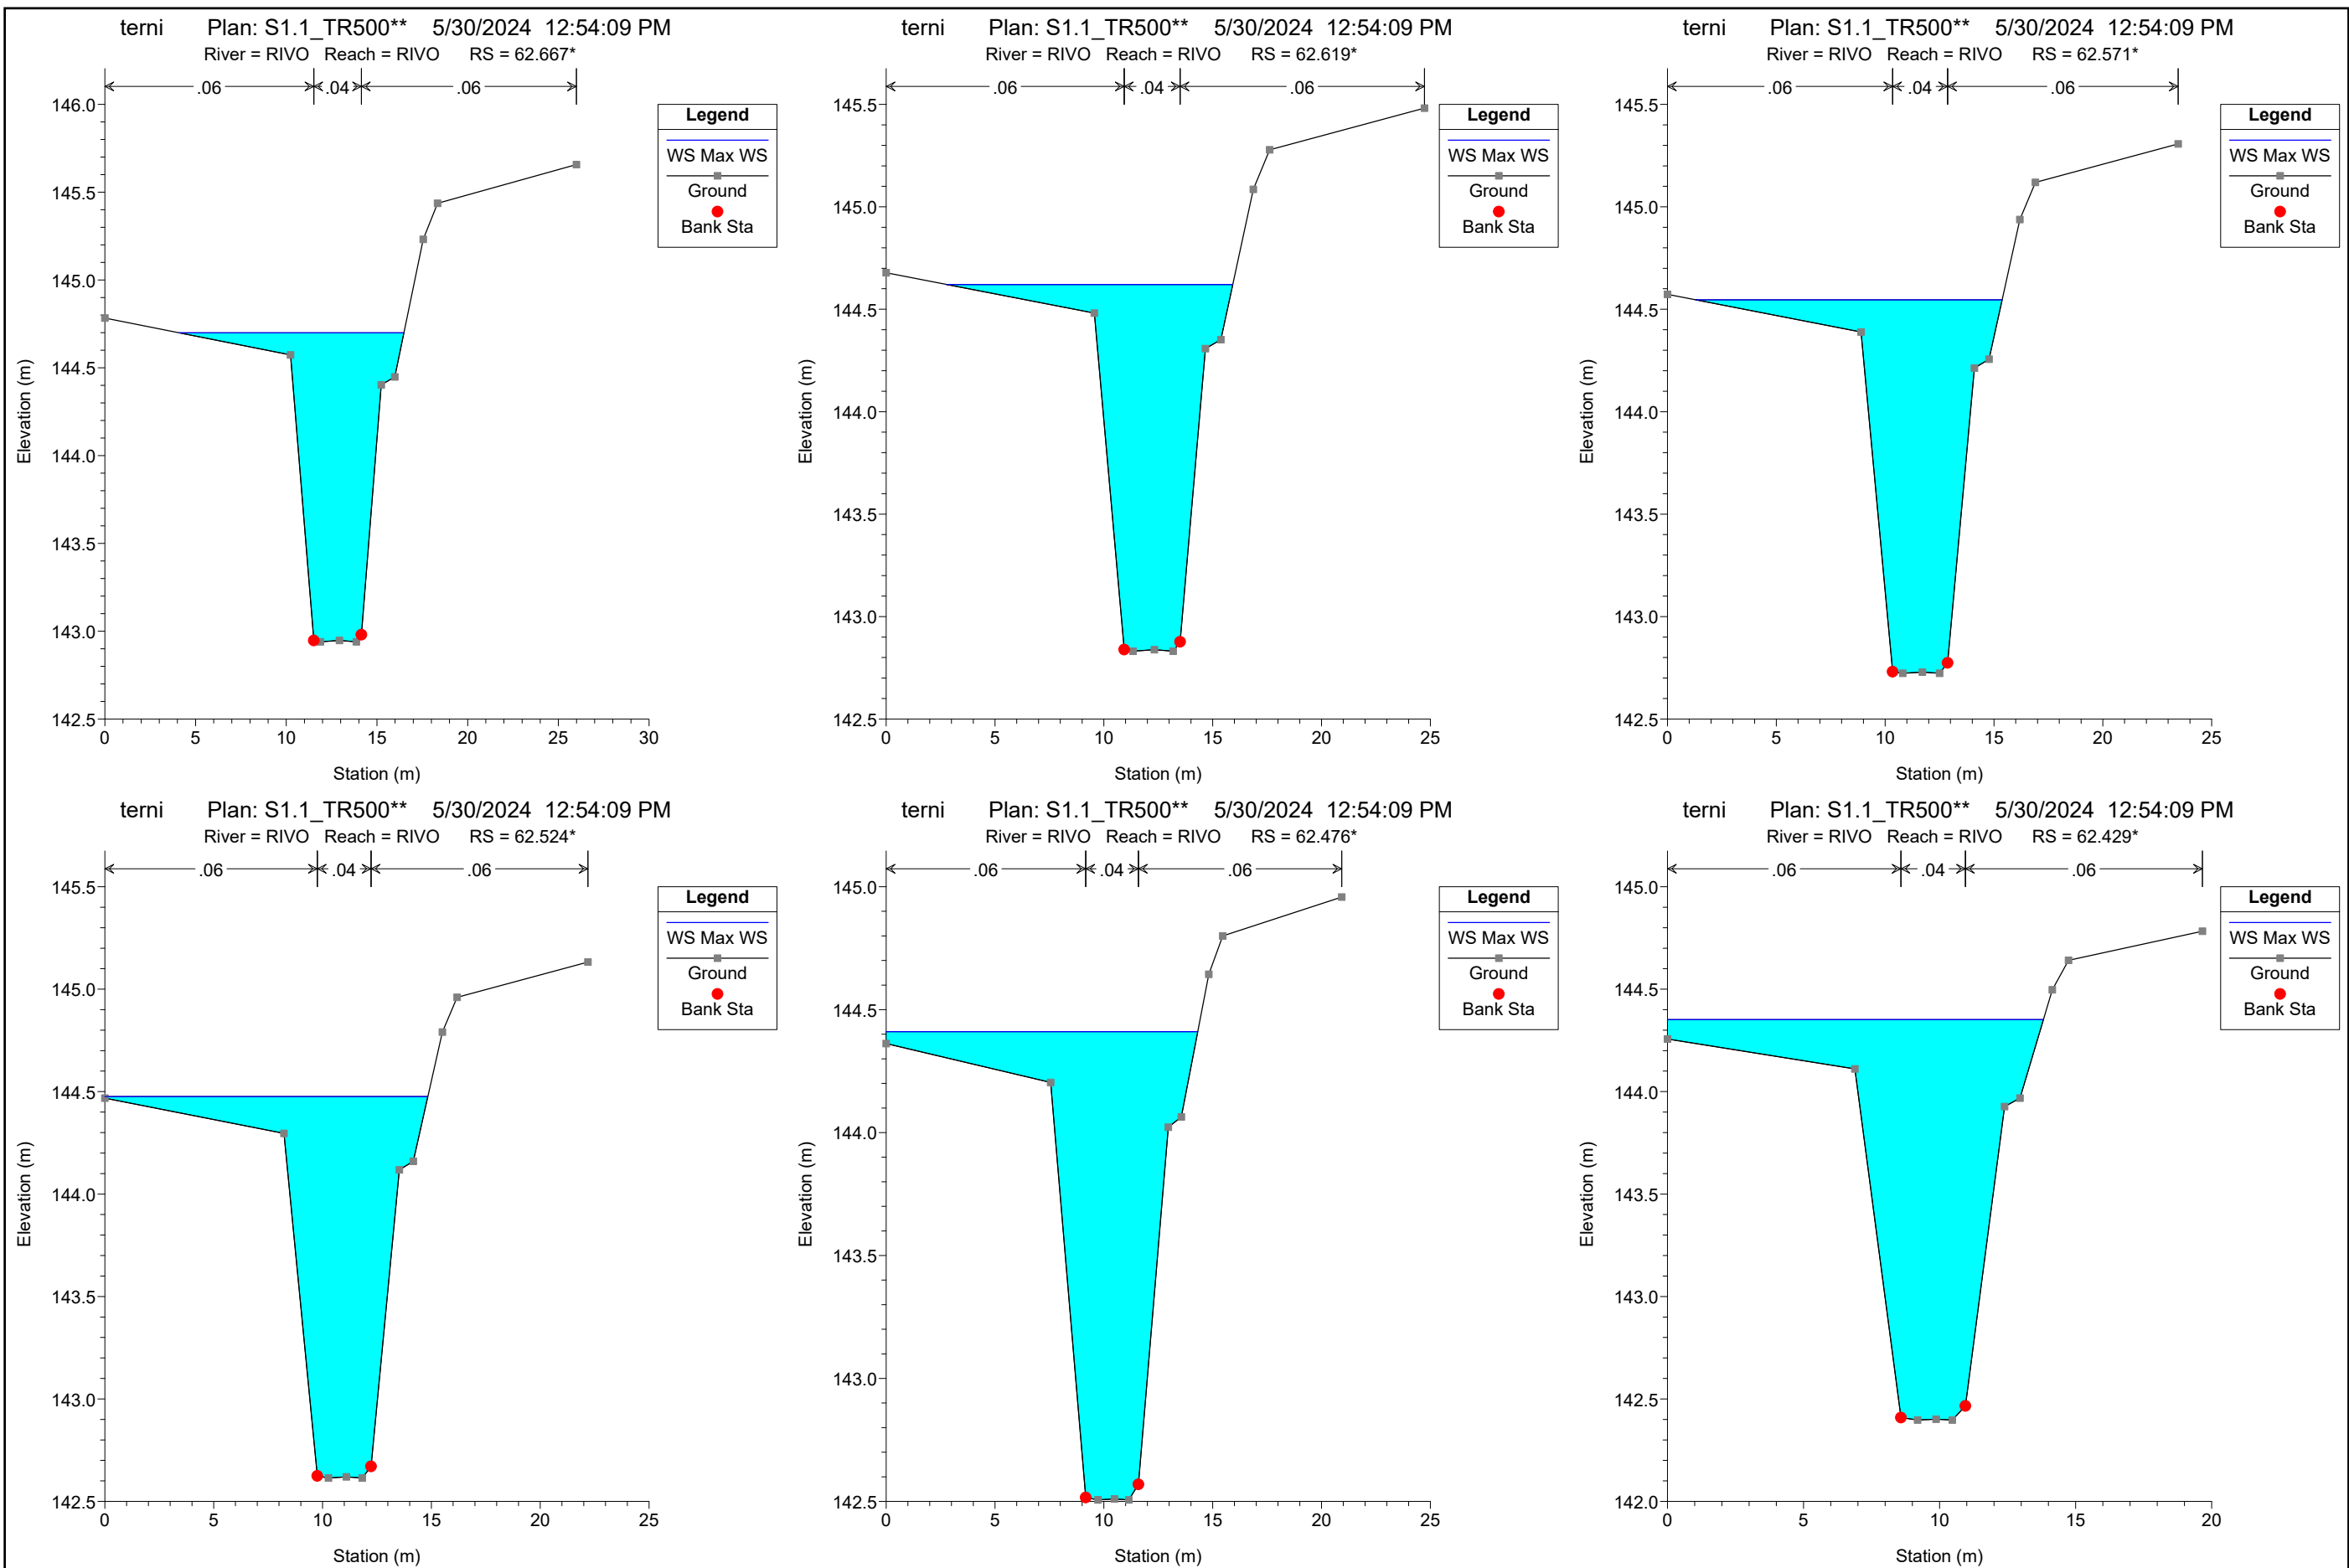 terni Plan: S1.1_TR500** 5/30/2024 12:54:09 PM
River = RIVO Reach = RIVO RS = 62.667*
.06 .04 .06
146.0
145.5
145.0
144.5
144.0
143.5
143.0
142.5
Elevation (m)
0 5 10 15 20 25 30
Station (m)
Legend
WS Max WS
Ground
Bank Sta
terni Plan: S1.1_TR500** 5/30/2024 12:54:09 PM
River = RIVO Reach = RIVO RS = 62.619*
.06 .04 .06
145.5
145.0
144.5
144.0
143.5
143.0
142.5
Elevation (m)
0 5 10 15 20 25
Station (m)
Legend
WS Max WS
Ground
Bank Sta
terni Plan: S1.1_TR500** 5/30/2024 12:54:09 PM
River = RIVO Reach = RIVO RS = 62.571*
.06 .04 .06
145.5
145.0
144.5
144.0
143.5
143.0
142.5
Elevation (m)
0 5 10 15 20 25
Station (m)
Legend
WS Max WS
Ground
Bank Sta
terni Plan: S1.1_TR500** 5/30/2024 12:54:09 PM
River = RIVO Reach = RIVO RS = 62.524*
.06 .04 .06
145.5
145.0
144.5
144.0
143.5
143.0
142.5
Elevation (m)
0 5 10 15 20 25
Station (m)
Legend
WS Max WS
Ground
Bank Sta
terni Plan: S1.1_TR500** 5/30/2024 12:54:09 PM
River = RIVO Reach = RIVO RS = 62.476*
.06 .04 .06
145.0
144.5
144.0
143.5
143.0
142.5
Elevation (m)
0 5 10 15 20 25
Station (m)
Legend
WS Max WS
Ground
Bank Sta
terni Plan: S1.1_TR500** 5/30/2024 12:54:09 PM
River = RIVO Reach = RIVO RS = 62.429*
.06 .04 .06
145.0
144.5
144.0
143.5
143.0
142.5
142.0
Elevation (m)
0 5 10 15 20
Station (m)
Legend
WS Max WS
Ground
Bank Sta